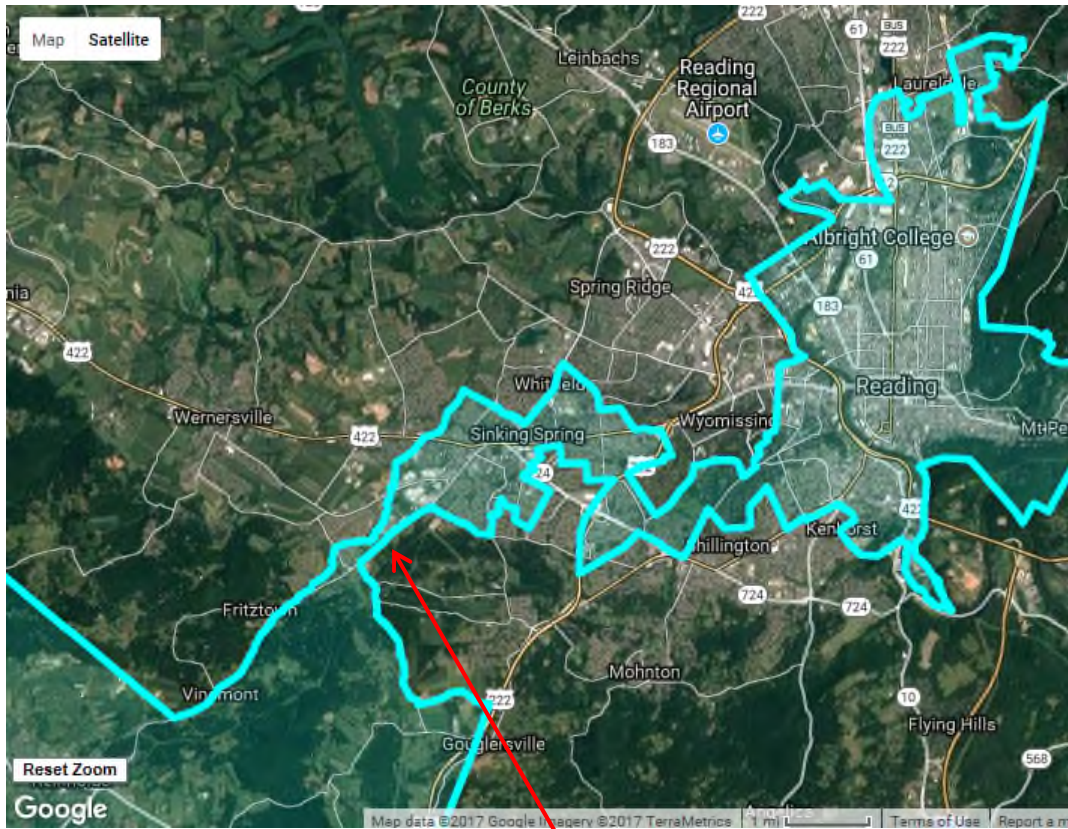 Map Satellite
222
Leinbachs
61
BUS
222
Laureldale
Reading
Regional
Airport
County
of Berks
183
BUS
222
Albright College
61
222
Spring Ridge
422
183
nia
422
Whitfield
Reading
Wernersville
Wyomissing
422
Sinking Spring
Mt Pe
724
422
Kenhorst
Shillington
724
724
Fritztown
Mohnton
Vinemont
222
10
Flying Hills
Gouglersville
568
Reset Zoom
Google
Map data ©2017 Google Imagery ©2017 TerraMetrics
1 mi
Terms of Use
Report a m